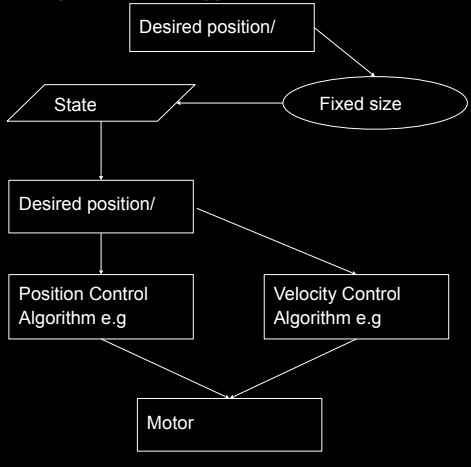 Desired position/
Fixed size
State
Desired position/
Position Control
Algorithm e.g
Velocity Control
Algorithm e.g
Motor